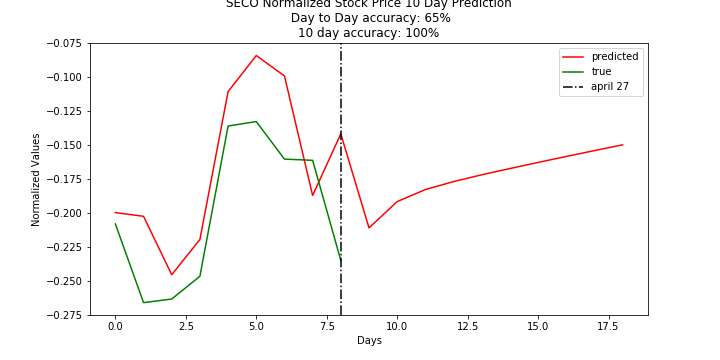 SECO Normalized Stock Price 10 Day Prediction
Day to Day accuracy: 65%
10 day accuracy: 100%
predicted
true
april 27
Normalized Values
−0.075
−0.100
−0.125
−0.150
−0.175
−0.200
−0.225
−0.250
−0.275
0.0
2.5
5.0
7.5
10.0
12.5
15.0
17.5
Days